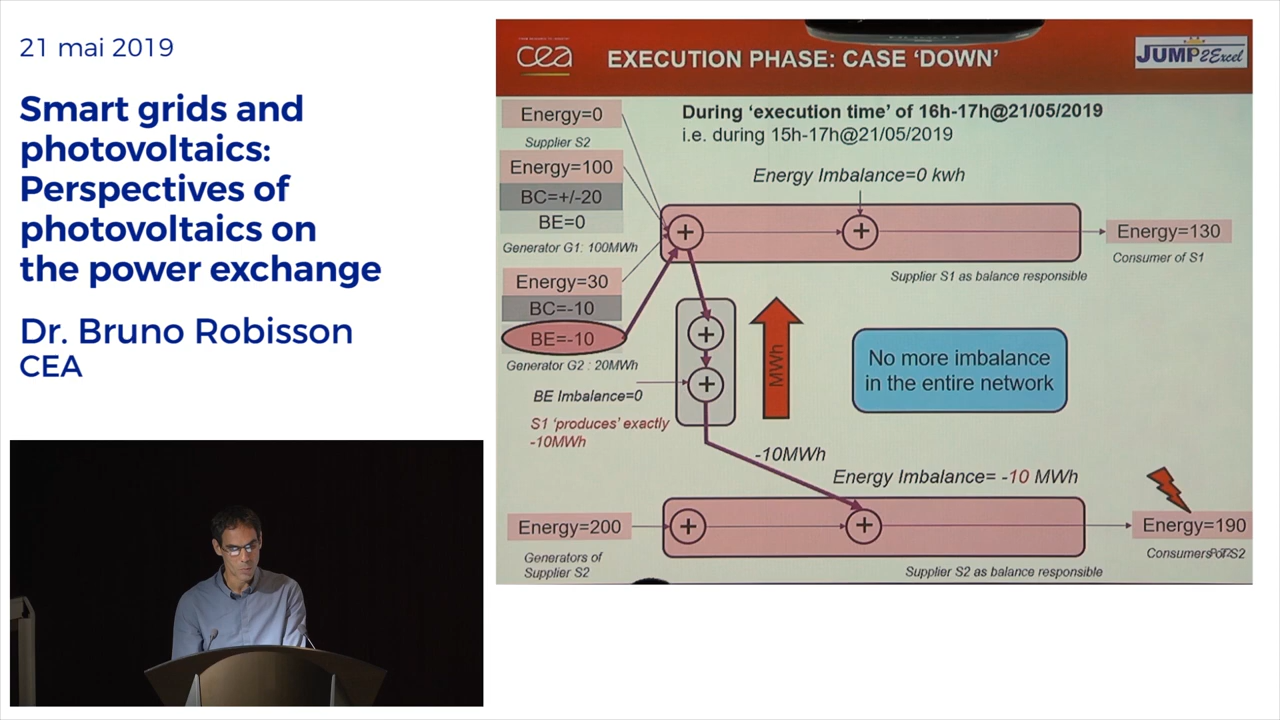 21 mai 2019
Smart grids and
photovoltaics:
Perspectives of
photovoltaics on
the power exchange
Dr. Bruno Robisson
CEA
cea
EXECUTION PHASE: CASE ‘DOWN’
JUMP2Excel
Energy=0
Supplier S2
Energy=100
BC=+/-20
BE=0
Generator G1: 100MWh
Energy=30
BC=-10
BE=-10
Generator G2 : 20MWh
BE Imbalance=0
S1 ‘produces’ exactly
-10MWh
During ‘execution time’ of 16h-17h@21/05/2019
i.e. during 15h-17h@21/05/2019
Energy Imbalance=0 kwh
+
+
Energy=130
Consumer of S1
Supplier S1 as balance responsible
+
+
MWh
No more imbalance
in the entire network
-10MWh
Energy Imbalance= -10 MWh
Energy=200
Generators of
Supplier S2
+
+
Energy=190
Supplier S2 as balance responsible